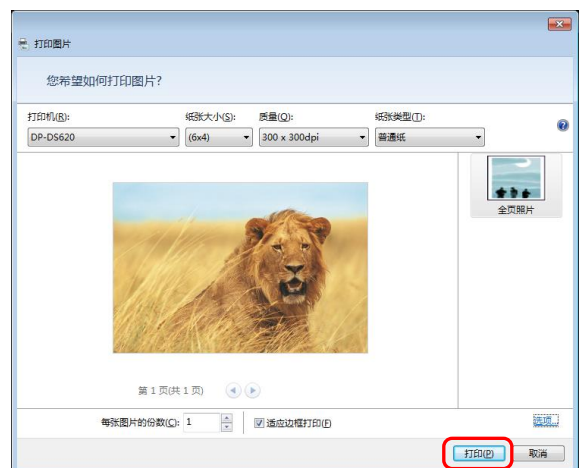 打印图片
您希望如何打印图片?
打印机(R): 纸张大小(S): 质量(Q): 纸张类型(T):
DP-DS620 (6x4) 300 x 300dpi 普通纸
全页照片
第 1 页(共 1 页)
每张图片的份数(C): 1 适应边框打印(F) 选项...
打印(P) 取消